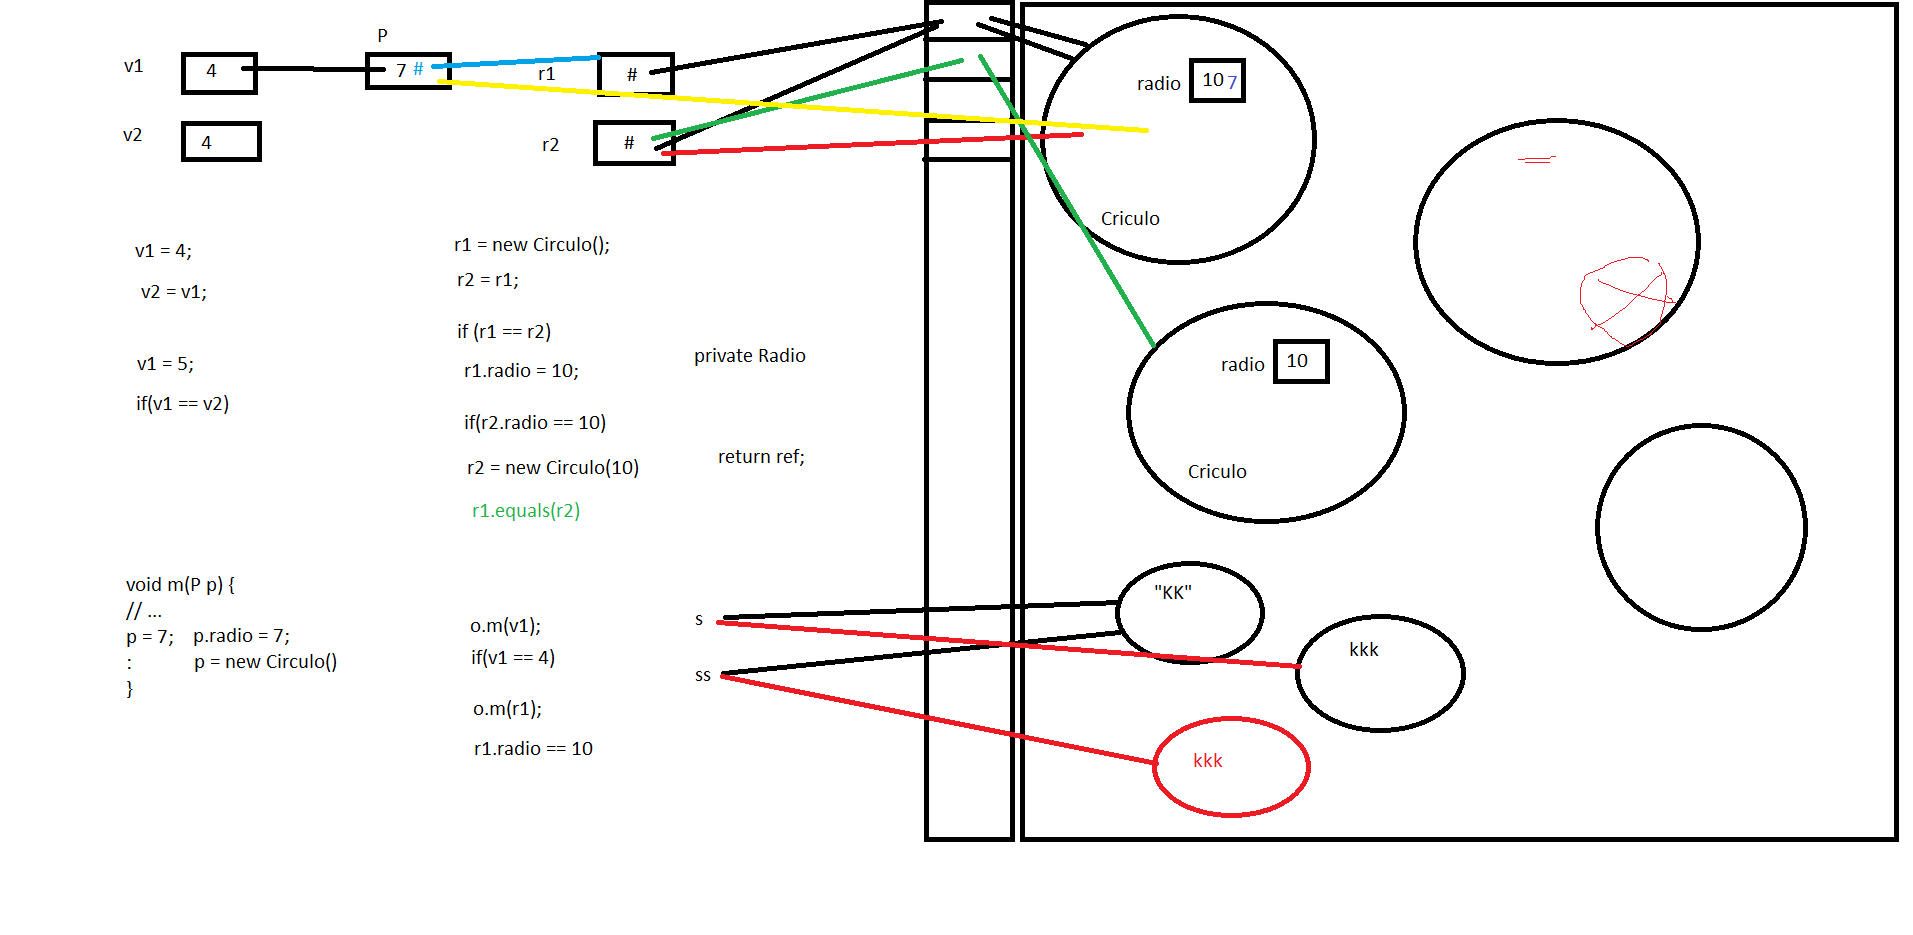 P
v1 4 7 # r1 #
v2 4 r2 #
radio 10 7
Criculo
v1 = 4;
v2 = v1;
v1 = 5;
if(v1 == v2)
r1 = new Circulo();
r2 = r1;
if (r1 == r2)
r1.radio = 10;
if(r2.radio == 10)
r2 = new Circulo(10)
r1.equals(r2)
private Radio
return ref;
radio 10
Criculo
void m(P p) {
// ...
p = 7; p.radio = 7;
: p = new Circulo()
}
o.m(v1);
if(v1 == 4)
o.m(r1);
r1.radio == 10
s
ss
"KK"
kkk
kkk